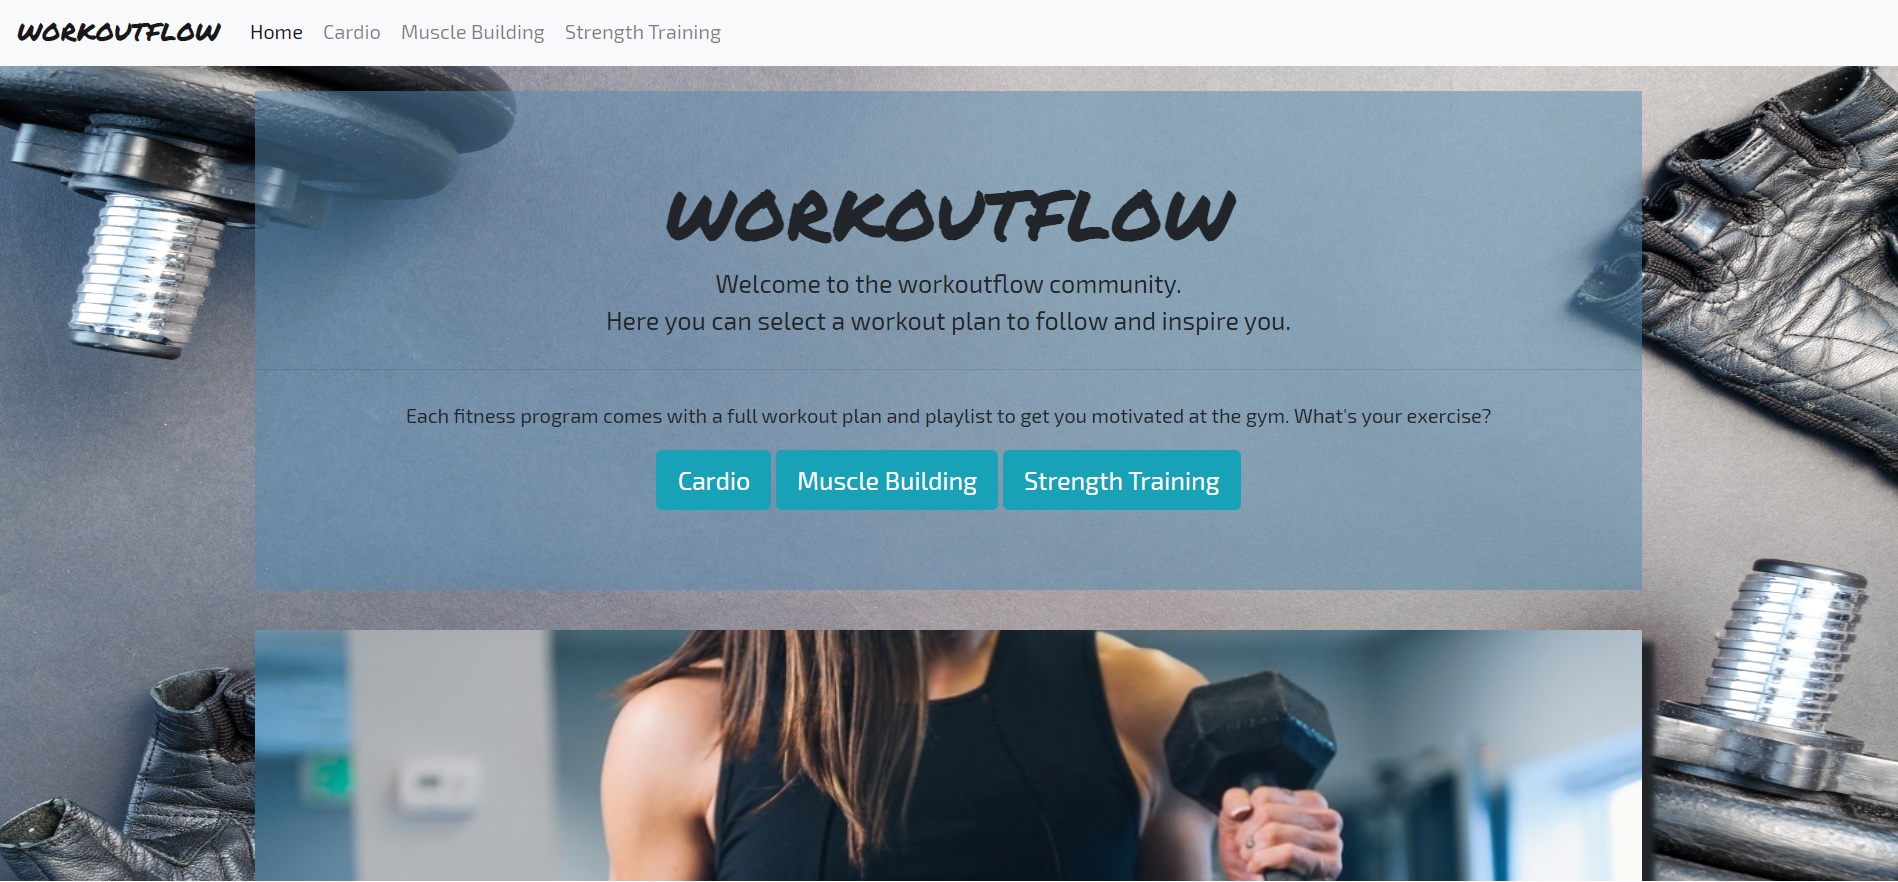 WORKOUTFLOW Home Cardio Muscle Building Strength Training
WORKOUTFLOW
Welcome to the workoutflow community.
Here you can select a workout plan to follow and inspire you.
Each fitness program comes with a full workout plan and playlist to get you motivated at the gym. What's your exercise?
Cardio Muscle Building Strength Training